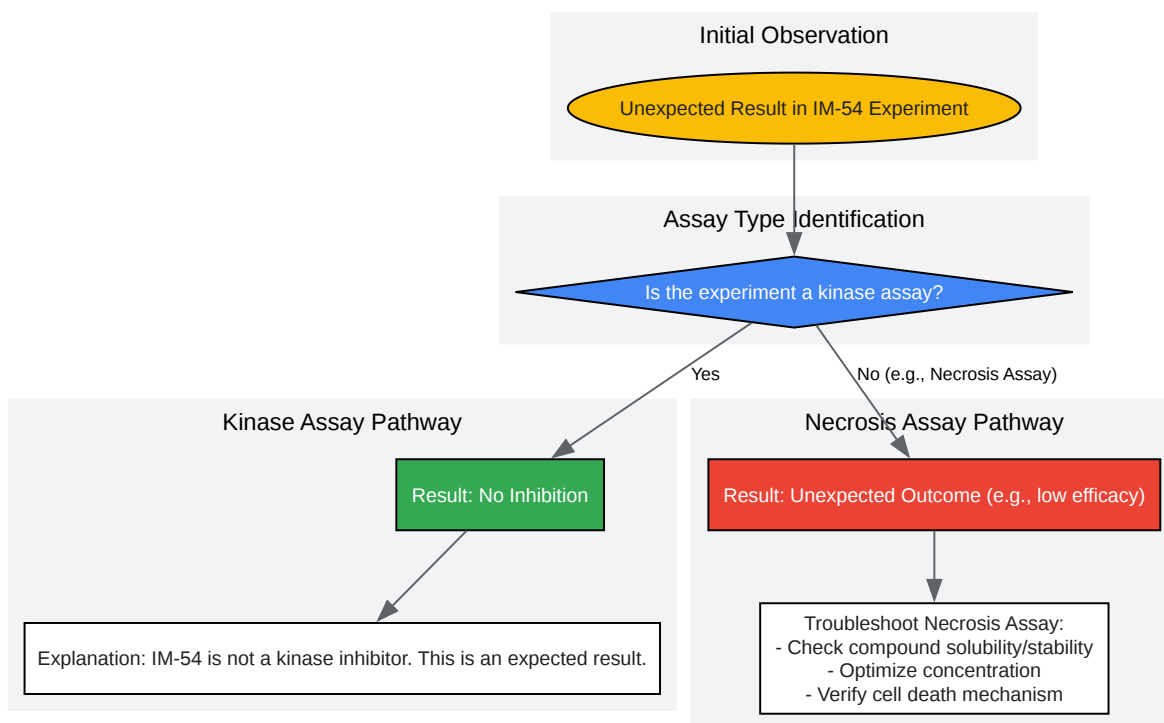 Initial Observation
Unexpected Result in IM-54 Experiment
Assay Type Identification
Is the experiment a kinase assay?
Yes
No (e.g., Necrosis Assay)
Kinase Assay Pathway
Result: No Inhibition
Explanation: IM-54 is not a kinase inhibitor. This is an expected result.
Necrosis Assay Pathway
Result: Unexpected Outcome (e.g., low efficacy)
Troubleshoot Necrosis Assay:
- Check compound solubility/stability
- Optimize concentration
- Verify cell death mechanism